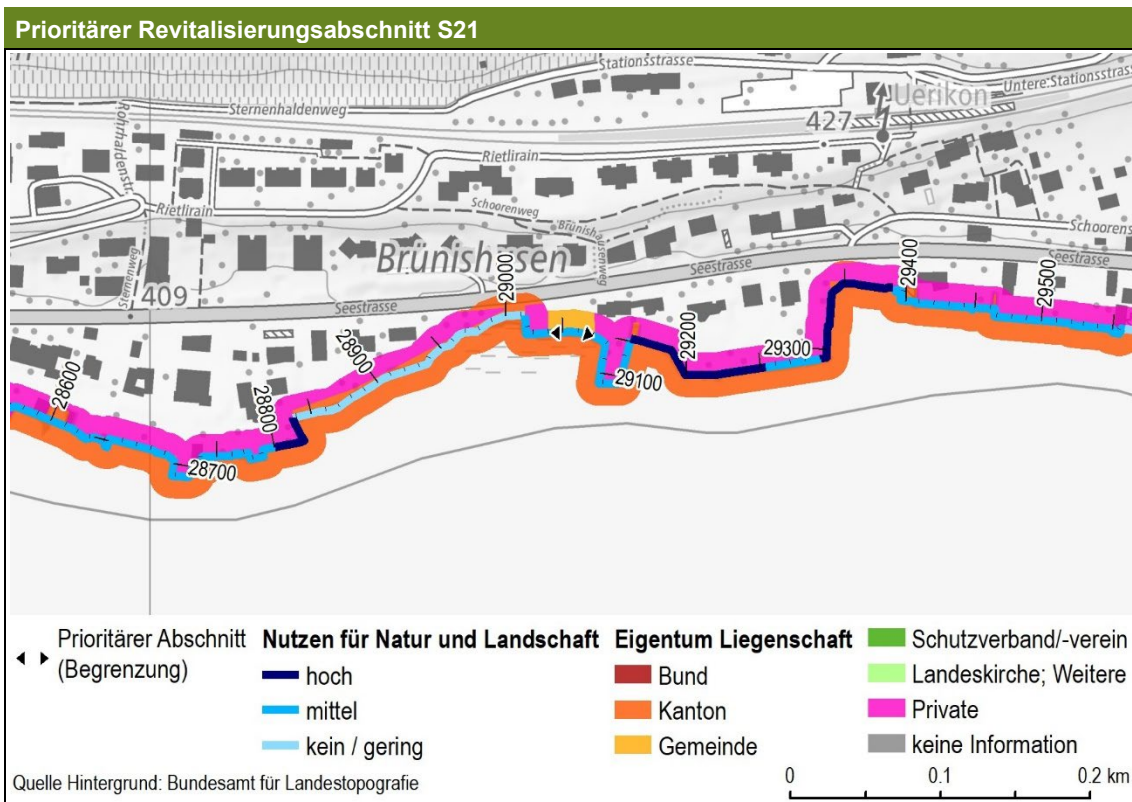 Prioritärer Revitalisierungsabschnitt S21
Stationsstrasse
Untere Stationsstrasse
Sternenhaldenweg
Uerikon
427
Rohrhaldenstr.
Rietlirain
Rietlirain
Schoorenweg
Brünishausenweg
Schoorens
Brünishusen
Sternenweg
409
Seestrasse
Seestrasse
28600
28700
28800
28900
29000
29100
29200
29300
29400
29500
Prioritärer Abschnitt
(Begrenzung)
Nutzen für Natur und Landschaft
hoch
mittel
kein / gering
Eigentum Liegenschaft
Bund
Kanton
Gemeinde
Schutzverband/-verein
Landeskirche; Weitere
Private
keine Information
Quelle Hintergrund: Bundesamt für Landestopografie
0 0.1 0.2 km